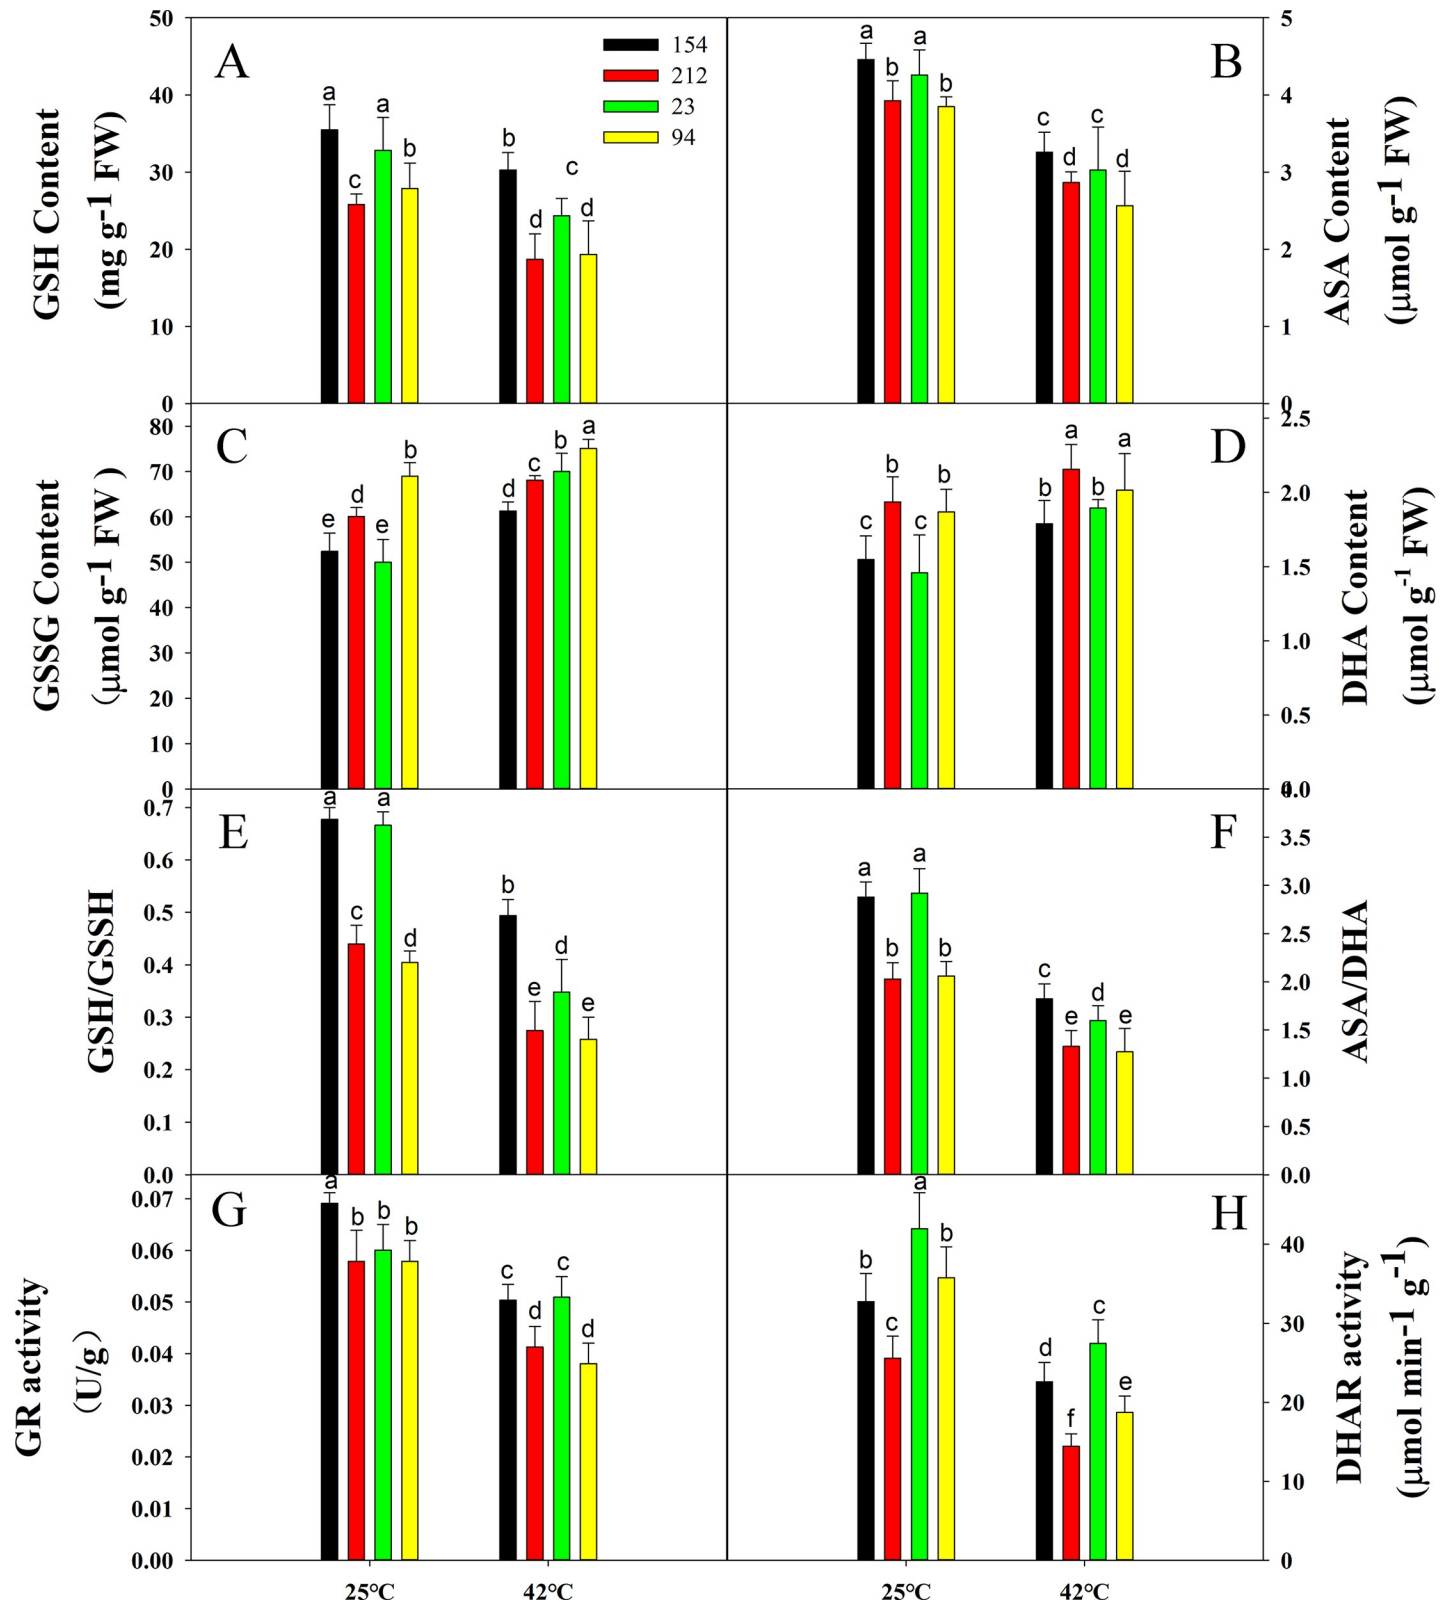 A
154
212
23
94
GSH Content
(mg g-1 FW)
50
40
30
20
10
0
a
c
a
b
b
d
c
d
B
ASA Content
(μmol g-1 FW)
5
4
3
2
1
0
a
b
a
b
c
d
c
d
C
GSSG Content
(μmol g-1 FW )
80
70
60
50
40
30
20
10
0
e
d
e
b
d
c
b
a
D
DHA Content
(μmol g-1 FW)
2.5
2.0
1.5
1.0
0.5
0.0
c
b
c
b
b
a
b
a
E
GSH/GSSH
0.7
0.6
0.5
0.4
0.3
0.2
0.1
0.0
a
c
a
d
b
e
d
e
F
ASA/DHA
3.5
3.0
2.5
2.0
1.5
1.0
0.5
0.0
a
b
a
b
c
e
d
e
G
GR activity
(U/g)
0.07
0.06
0.05
0.04
0.03
0.02
0.01
0.00
a
b
b
b
c
d
c
d
25℃
42℃
H
DHAR activity
(μmol min-1 g-1)
40
30
20
10
0
b
c
a
b
d
f
c
e
25℃
42℃